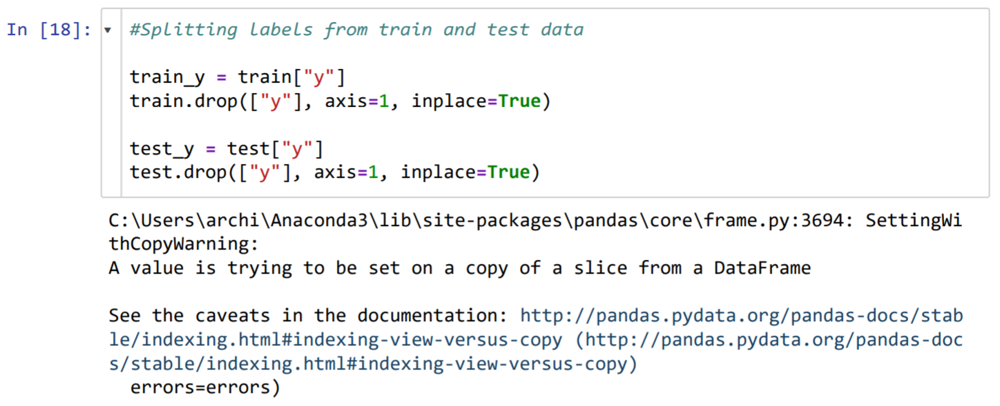 In [18]:
#Splitting labels from train and test data
train_y = train["y"]
train.drop(["y"], axis=1, inplace=True)
test_y = test["y"]
test.drop(["y"], axis=1, inplace=True)
C:\Users\archi\Anaconda3\lib\site-packages\pandas\core\frame.py:3694: SettingWi
thCopyWarning:
A value is trying to be set on a copy of a slice from a DataFrame
See the caveats in the documentation: http://pandas.pydata.org/pandas-docs/stab
le/indexing.html#indexing-view-versus-copy (http://pandas.pydata.org/pandas-doc
s/stable/indexing.html#indexing-view-versus-copy)
errors=errors)